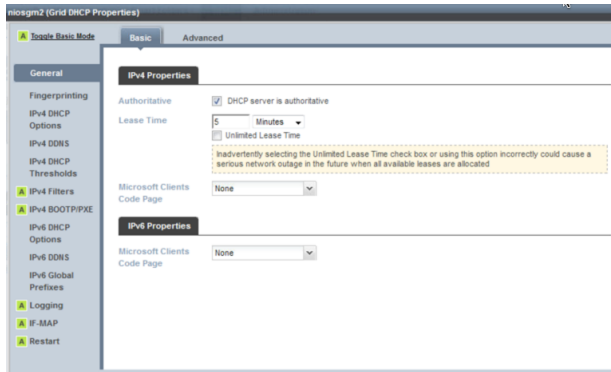 niosgm2 (Grid DHCP Properties)
A Toggle Basic Mode
Basic Advanced
General
Fingerprinting
IPv4 DHCP
Options
IPv4 DDNS
IPv4 DHCP
Thresholds
A IPv4 Filters
A IPv4 BOOTP/PXE
IPv6 DHCP
Options
IPv6 DDNS
IPv6 Global
Prefixes
A Logging
A IF-MAP
A Restart
IPv4 Properties
Authoritative DHCP server is authoritative
Lease Time 5 Minutes
Unlimited Lease Time
Inadvertently selecting the Unlimited Lease Time check box or using this option incorrectly could cause a
serious network outage in the future when all available leases are allocated
Microsoft Clients None
Code Page
IPv6 Properties
Microsoft Clients None
Code Page